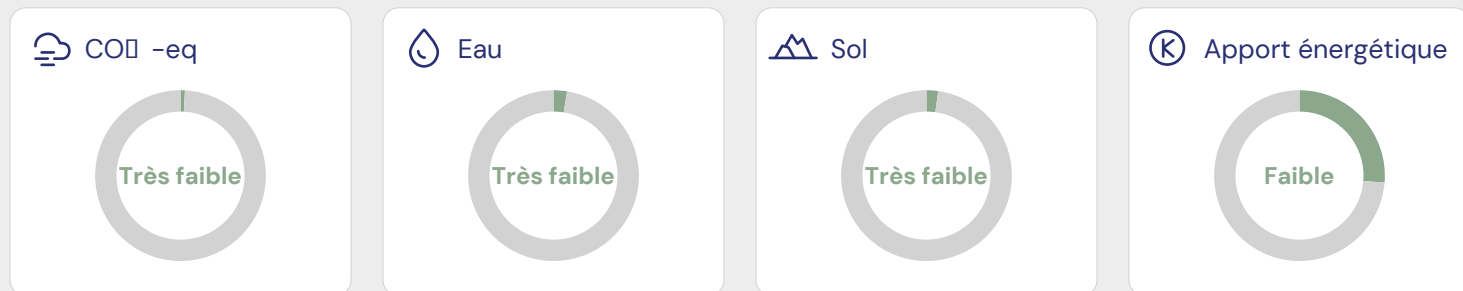 CO▯ -eq
Très faible
Eau
Très faible
Sol
Très faible
Apport énergétique
Faible